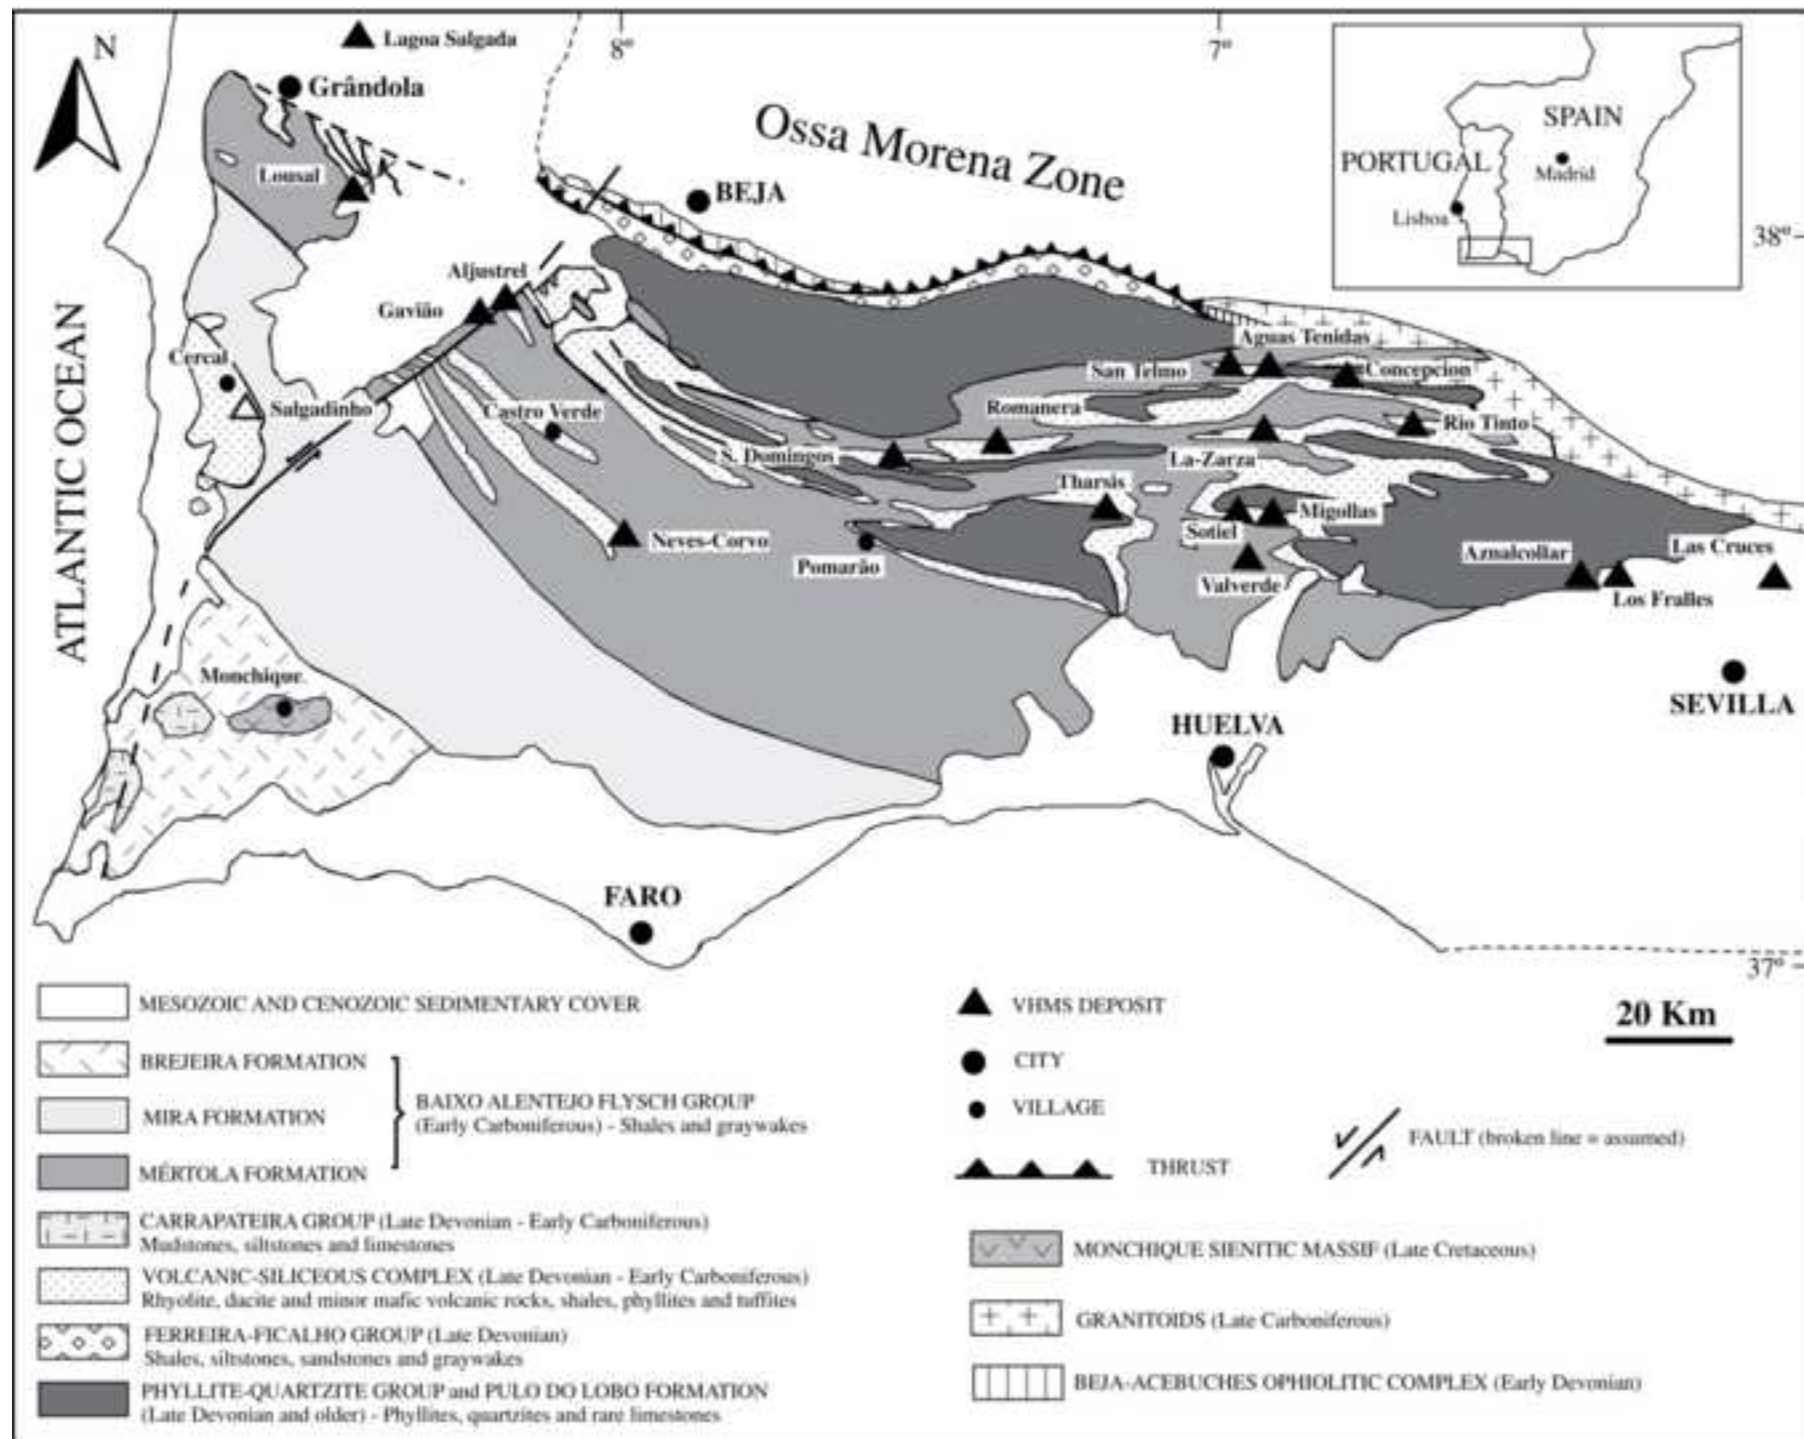 N
Lagoa Salgada
8º
7º
Grândola
Ossa Morena Zone
SPAIN
PORTUGAL
Madrid
Lisboa
38º
Lousal
BEJA
Aljustrel
Gavião
ATLANTIC OCEAN
Cercal
Salgadinho
Castro Verde
Aguas Tenidas
San Telmo
Concepcion
Romanera
Rio Tinto
S. Domingos
La-Zarza
Tharsis
Migollas
Sotiel
Neves-Corvo
Pomarão
Valverde
Aznalcollar
Las Cruces
Los Fralles
Monchique
SEVILLA
HUELVA
FARO
37º
MESOZOIC AND CENOZOIC SEDIMENTARY COVER
BREJEIRA FORMATION
MIRA FORMATION
MÉRTOLA FORMATION
BAIXO ALENTEJO FLYSCH GROUP
(Early Carboniferous) - Shales and graywakes
CARRAPATEIRA GROUP (Late Devonian - Early Carboniferous)
Mudstones, siltstones and limestones
VOLCANIC-SILICEOUS COMPLEX (Late Devonian - Early Carboniferous)
Rhyolite, dacite and minor mafic volcanic rocks, shales, phyllites and tuffites
FERREIRA-FICALHO GROUP (Late Devonian)
Shales, siltstones, sandstones and graywakes
PHYLLITE-QUARTZITE GROUP and PULO DO LOBO FORMATION
(Late Devonian and older) - Phyllites, quartzites and rare limestones
VHMS DEPOSIT
CITY
VILLAGE
THRUST
20 Km
FAULT (broken line = assumed)
MONCHIQUE SIENITIC MASSIF (Late Cretaceous)
GRANITOIDS (Late Carboniferous)
BEJA-ACEBUCHES OPHIOLITIC COMPLEX (Early Devonian)